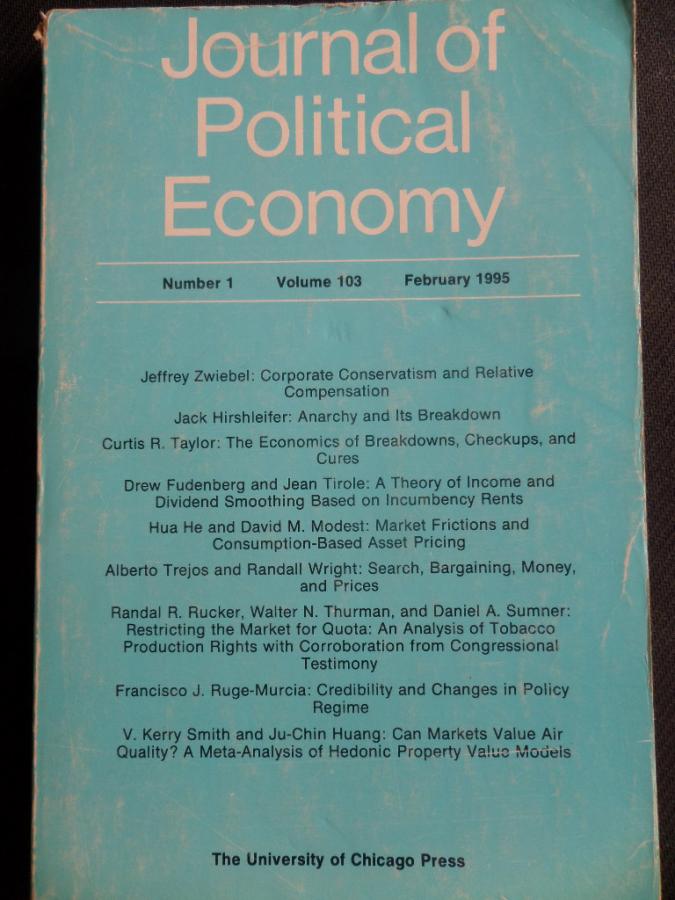 Journal of
Political
Economy
Number 1 Volume 103 February 1995
Jeffrey Zwiebel: Corporate Conservatism and Relative
Compensation
Jack Hirshleifer: Anarchy and Its Breakdown
Curtis R. Taylor: The Economics of Breakdowns, Checkups, and
Cures
Drew Fudenberg and Jean Tirole: A Theory of Income and
Dividend Smoothing Based on Incumbency Rents
Hua He and David M. Modest: Market Frictions and
Consumption-Based Asset Pricing
Alberto Trejos and Randall Wright: Search, Bargaining, Money,
and Prices
Randal R. Rucker, Walter N. Thurman, and Daniel A. Sumner:
Restricting the Market for Quota: An Analysis of Tobacco
Production Rights with Corroboration from Congressional
Testimony
Francisco J. Ruge-Murcia: Credibility and Changes in Policy
Regime
V. Kerry Smith and Ju-Chin Huang: Can Markets Value Air
Quality? A Meta-Analysis of Hedonic Property Value Models
The University of Chicago Press